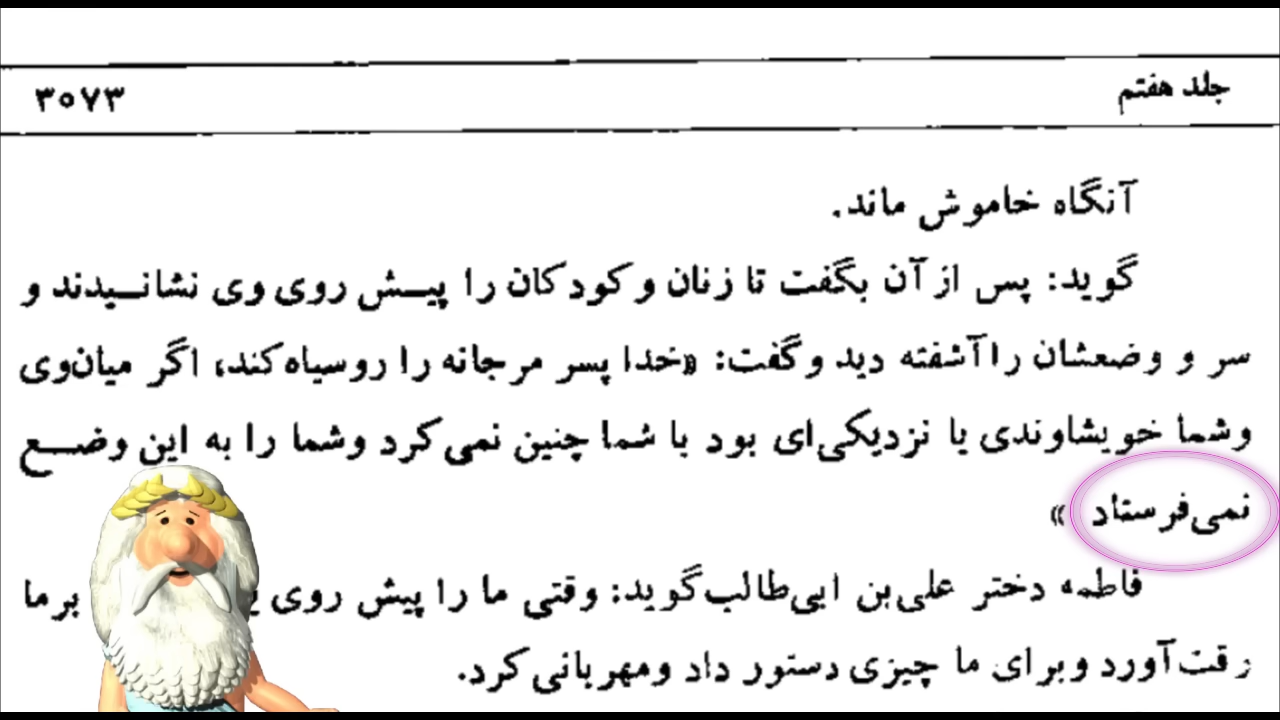 جلد هفتم
۳۰۷۳
آنگاه خاموش ماند.
گوید: پس از آن بگفت تا زنان و کودکان را پیش روی وی نشانیدند و
سر و وضعشان را آشفته دید و گفت: «خدا پسر مرجانه را روسیاه کند، اگر میان وی
وشما خویشاوندی یا نزدیکی‌ای بود با شما چنین نمی‌کرد وشما را به این وضع
نمی‌فرستاد »
فاطمه دختر علی‌بن ابی‌طالب گوید: وقتی ما را پیش روی برما
رقت آورد و برای ما چیزی دستور داد ومهربانی کرد.